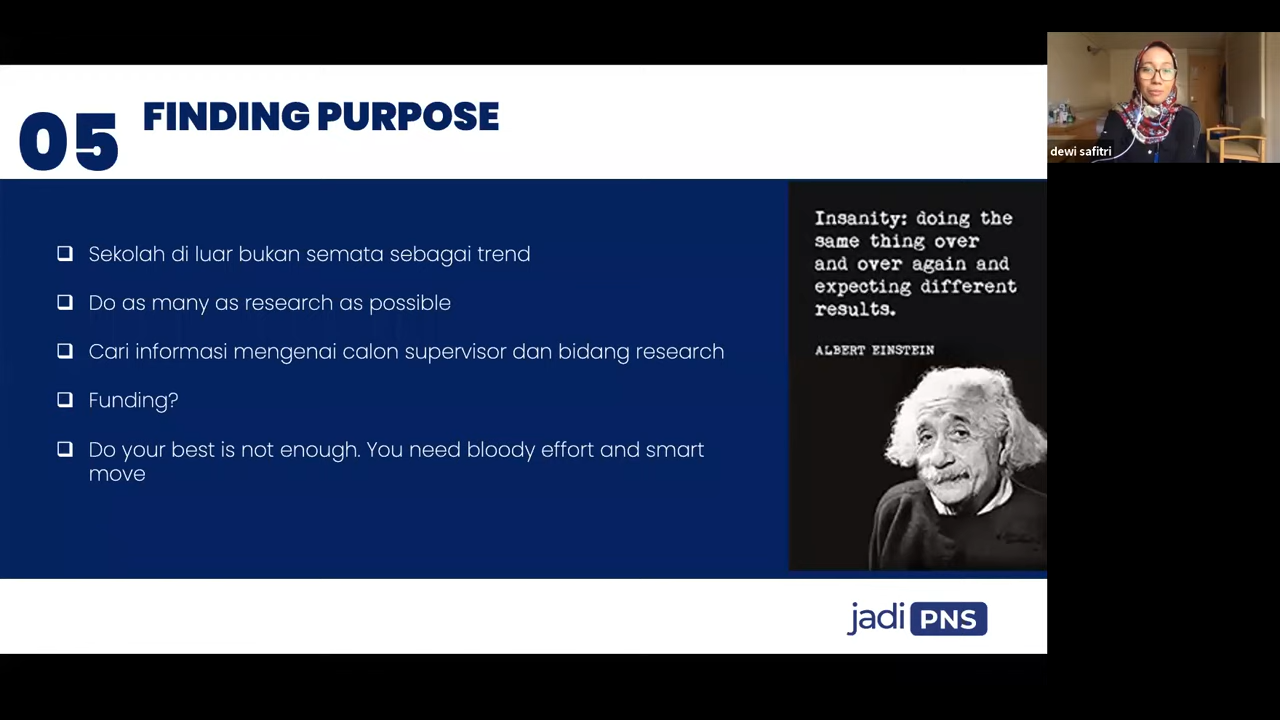 05
FINDING PURPOSE
Sekolah di luar bukan semata sebagai trend
Do as many as research as possible
Cari informasi mengenai calon supervisor dan bidang research
Funding?
Do your best is not enough. You need bloody effort and smart
move
Insanity: doing the
same thing over
and over again and
expecting different
results.
ALBERT EINSTEIN
jadi PNS
dewi safitri